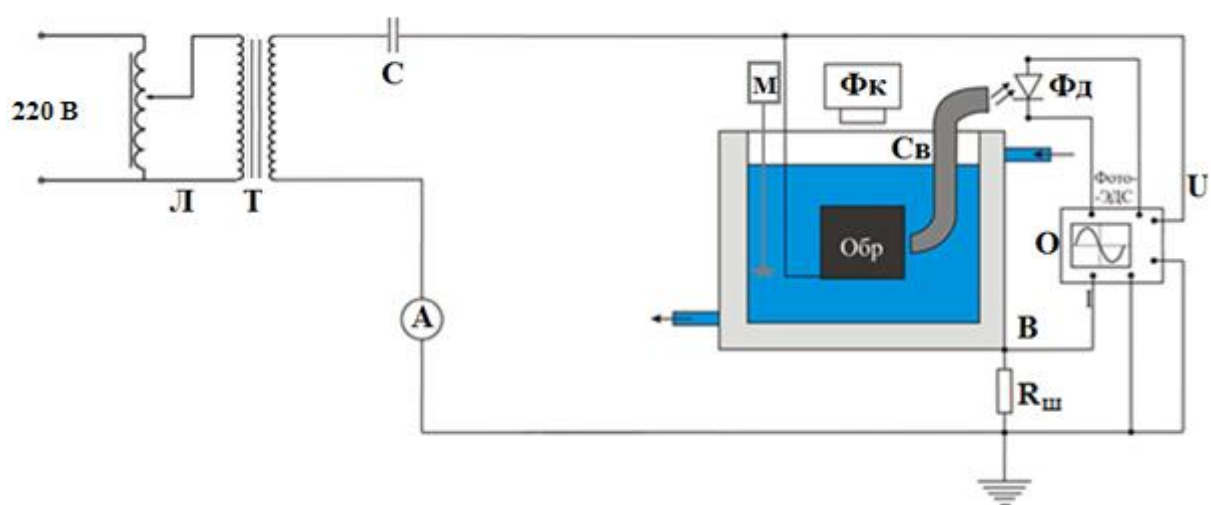 220 В
Л
Т
С
А
М
Фк
Св
Фд
Обр
Фото-
-ЭДС
U
О
I
В
Rш